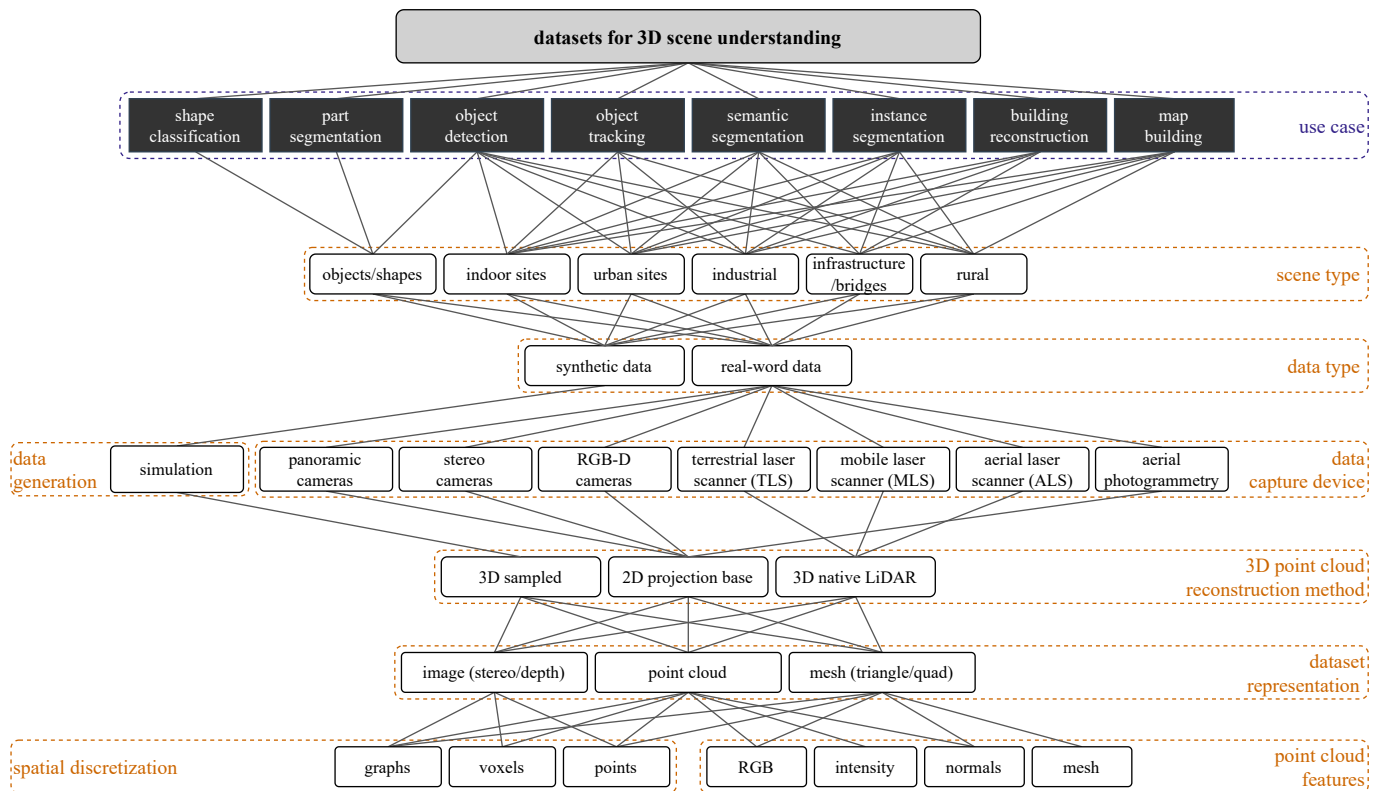 datasets for 3D scene understanding
shape
classification
part
segmentation
object
detection
object
tracking
semantic
segmentation
instance
segmentation
building
reconstruction
map
building
use case
objects/shapes
indoor sites
urban sites
industrial
infrastructure
/bridges
rural
scene type
synthetic data
real-word data
data type
data
generation
simulation
panoramic
cameras
stereo
cameras
RGB-D
cameras
terrestrial laser
scanner (TLS)
mobile laser
scanner (MLS)
aerial laser
scanner (ALS)
aerial
photogrammetry
data
capture device
3D sampled
2D projection base
3D native LiDAR
3D point cloud
reconstruction method
image (stereo/depth)
point cloud
mesh (triangle/quad)
dataset
representation
spatial discretization
graphs
voxels
points
RGB
intensity
normals
mesh
point cloud
features